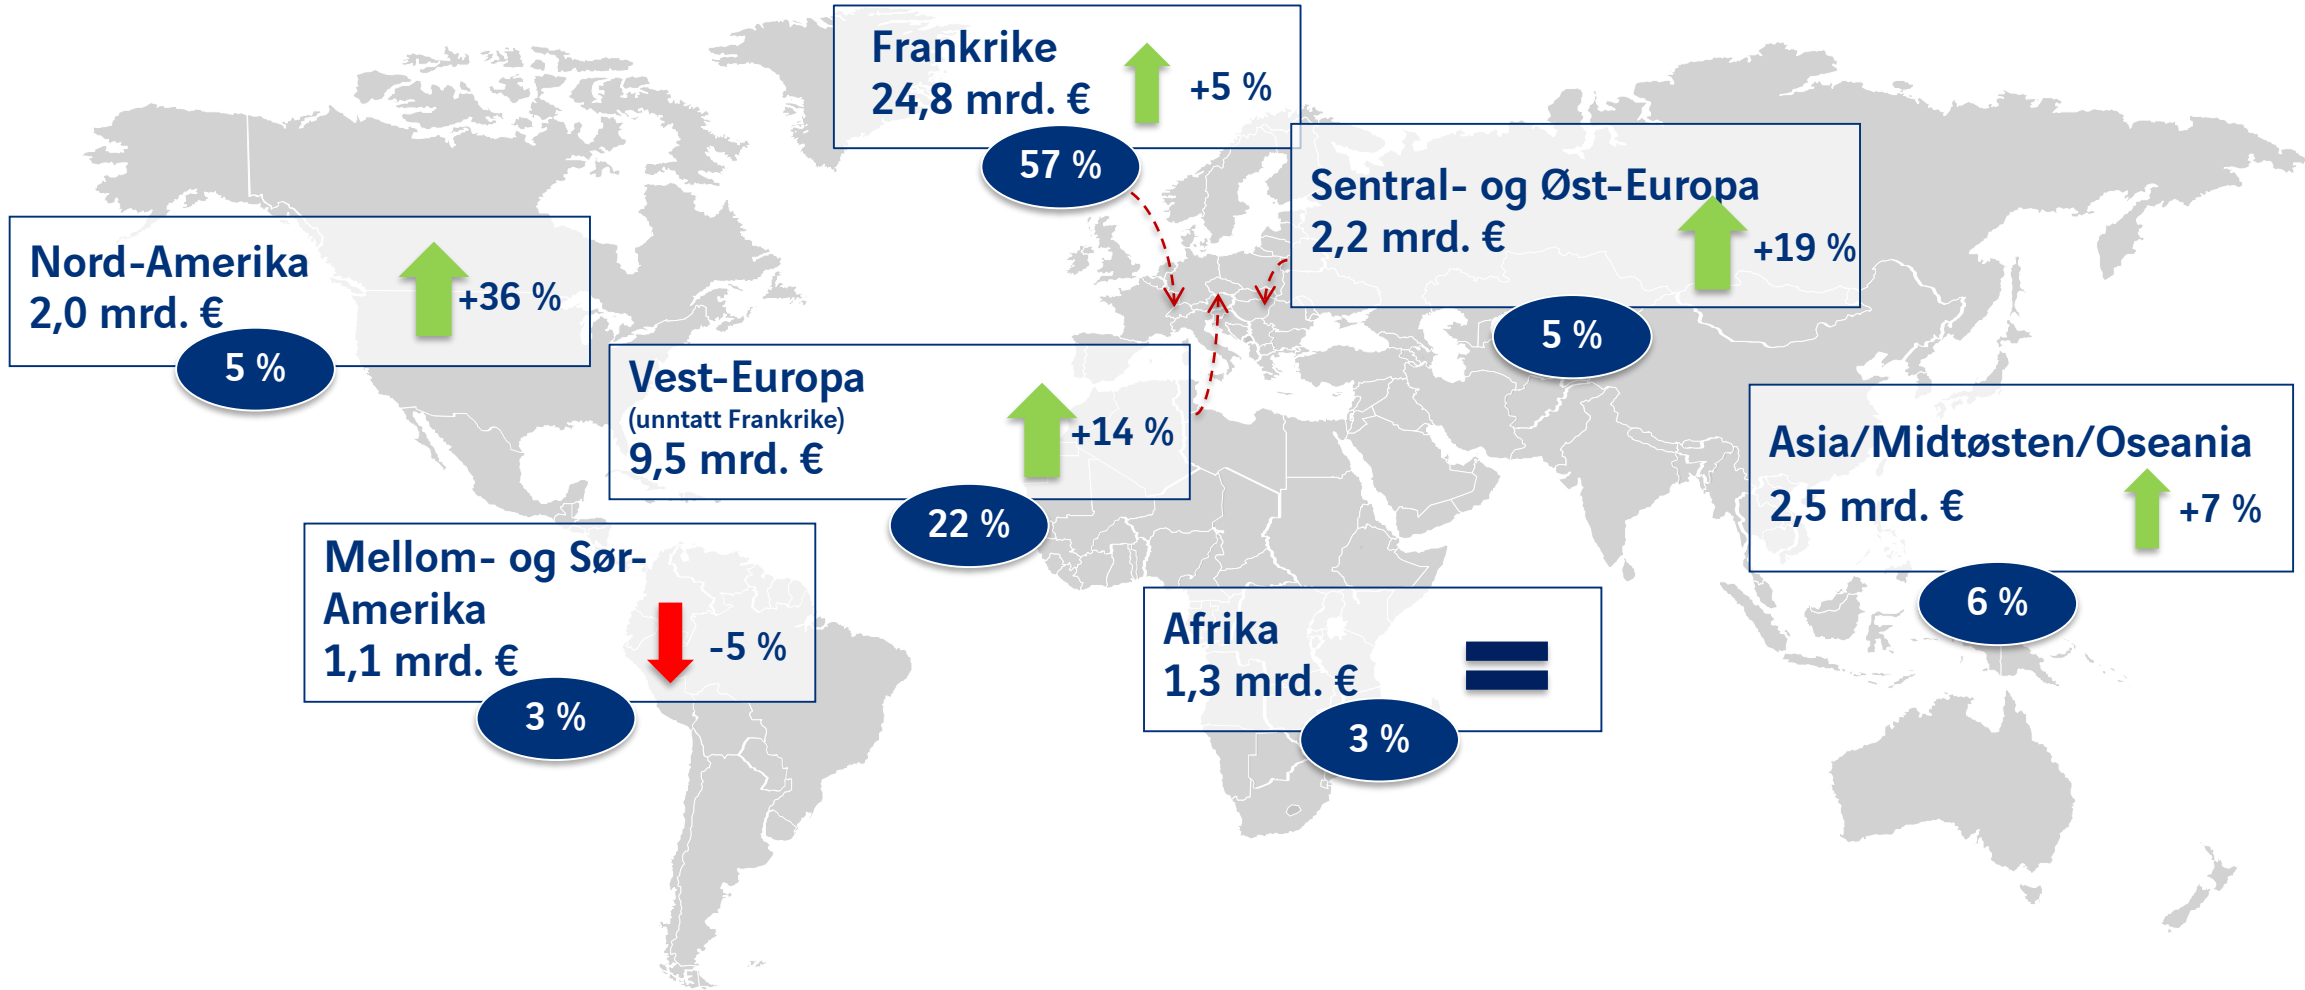 Frankrike
24,8 mrd. €
+5 %
57 %
Sentral- og Øst-Europa
2,2 mrd. €
+19 %
5 %
Nord-Amerika
2,0 mrd. €
+36 %
5 %
Vest-Europa
(unntatt Frankrike)
9,5 mrd. €
+14 %
22 %
Asia/Midtøsten/Oseania
2,5 mrd. €
+7 %
6 %
Mellom- og Sør-
Amerika
1,1 mrd. €
-5 %
3 %
Afrika
1,3 mrd. €
3 %